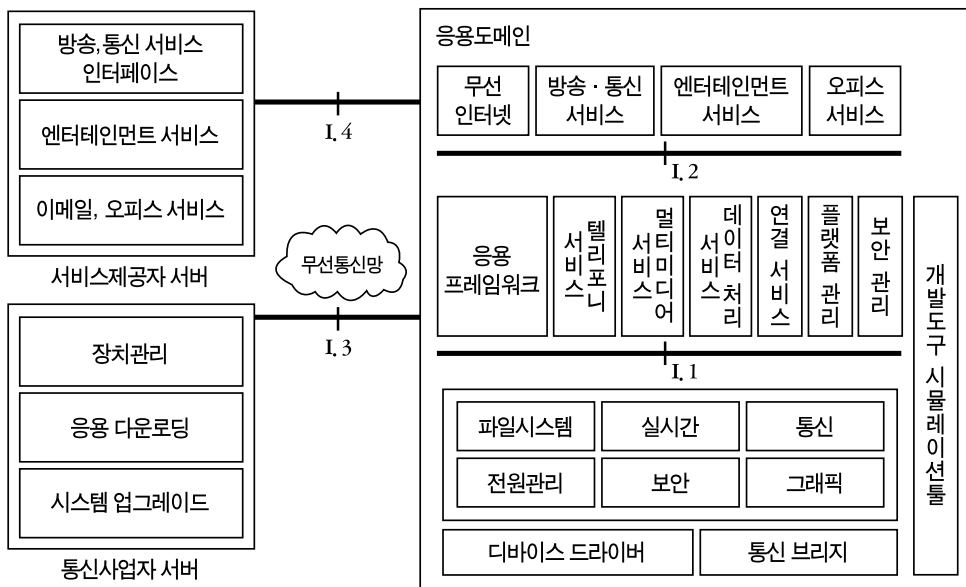 방송, 통신 서비스
인터페이스
엔터테인먼트 서비스
이메일, 오피스 서비스
서비스제공자 서버
장치관리
응용 다운로딩
시스템 업그레이드
통신사업자 서버
I.4
무선통신망
I.3
응용도메인
무선
인터넷
방송·통신
서비스
엔터테인먼트
서비스
오피스
서비스
I.2
응용
프레임워크
텔리포니
서비스
멀티미디어
서비스
데이터 처리
서비스
연결 서비스
플랫폼 관리
보안 관리
I.1
파일시스템
실시간
통신
전원관리
보안
그래픽
디바이스 드라이버
통신 브리지
개발도구 시뮬레이션툴